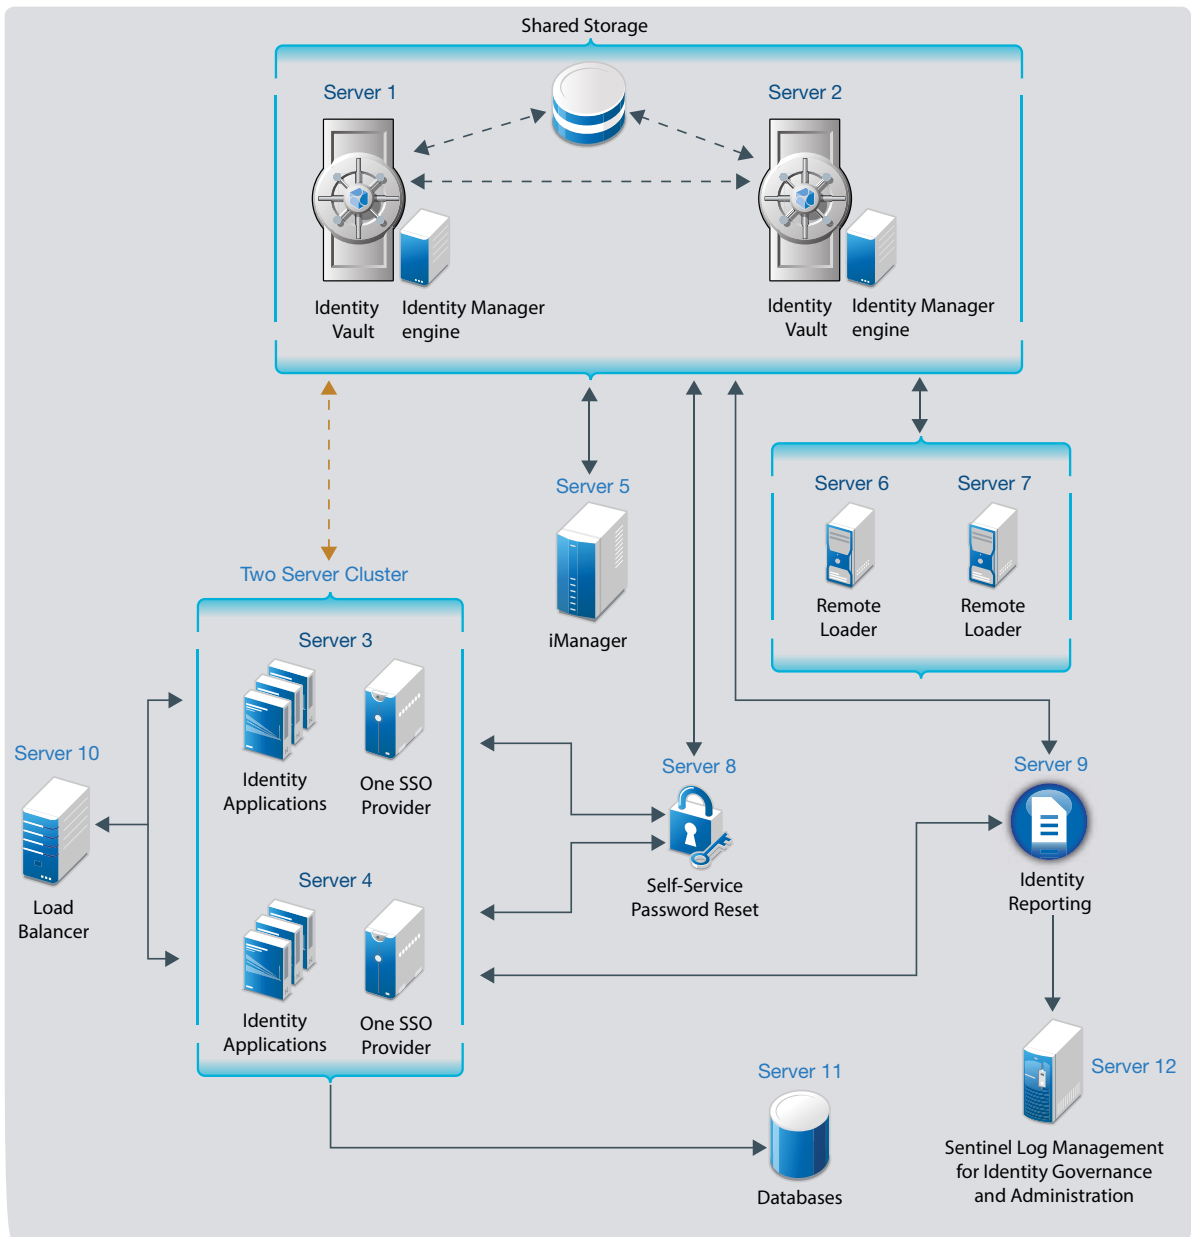 Shared Storage
Server 1
Server 2
Identity
Vault
Identity Manager
engine
Identity
Vault
Identity Manager
engine
Server 5
iManager
Server 6
Server 7
Remote
Loader
Remote
Loader
Two Server Cluster
Server 3
Identity
Applications
One SSO
Provider
Server 10
Load
Balancer
Server 8
Self-Service
Password Reset
Server 9
Identity
Reporting
Server 4
Identity
Applications
One SSO
Provider
Server 11
Databases
Server 12
Sentinel Log Management
for Identity Governance
and Administration